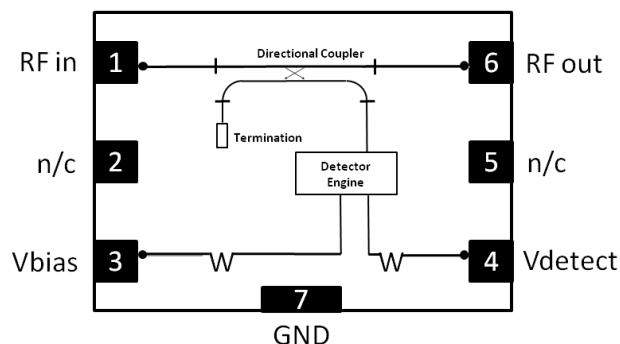 Directional Coupler
RF in 1
6 RF out
Termination
n/c 2
5 n/c
Detector
Engine
Vbias 3
4 Vdetect
7
GND